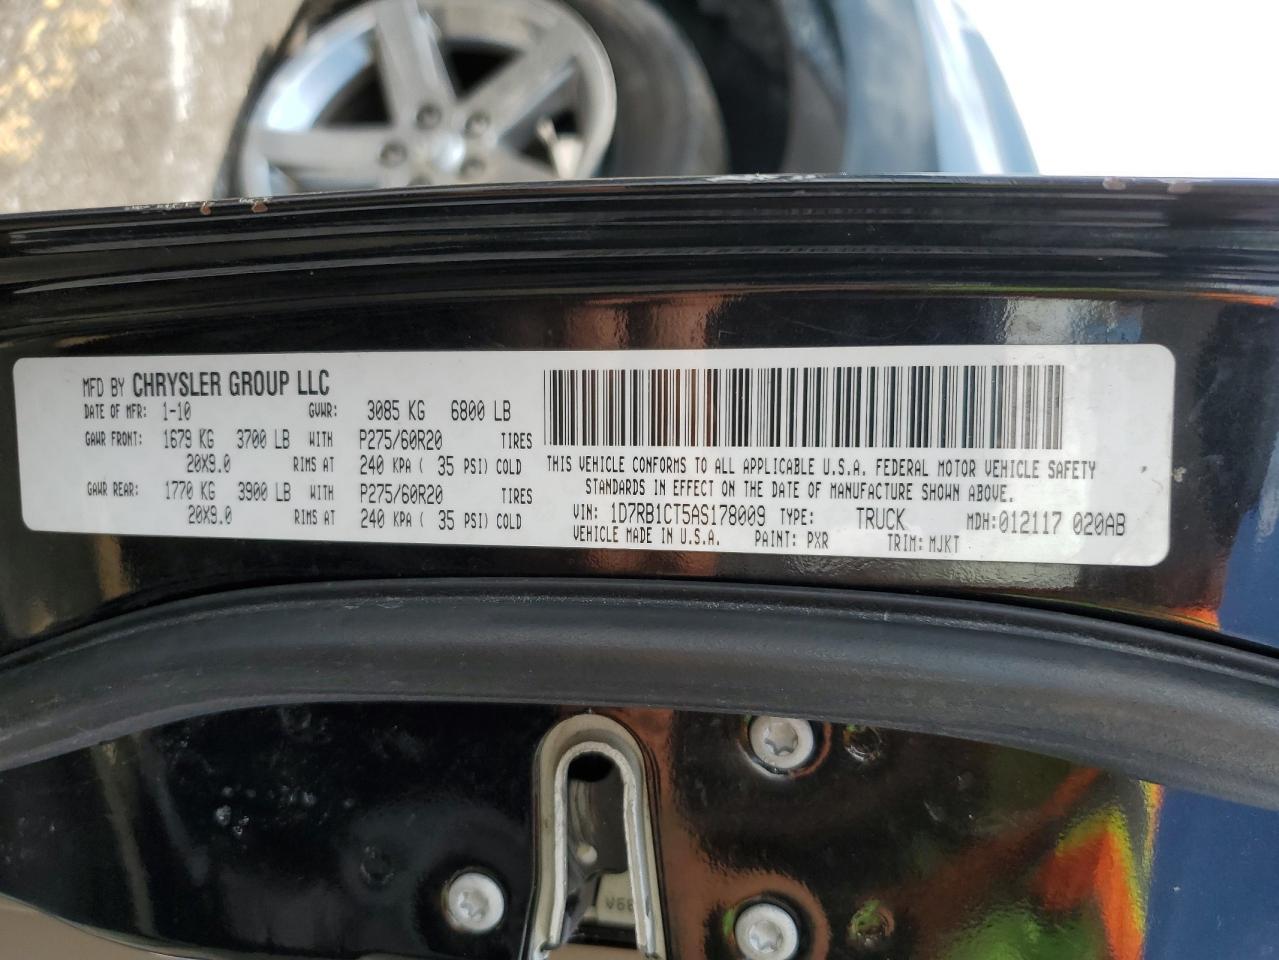 MFD BY CHRYSLER GROUP LLC
DATE OF MFR: 1-10 GVWR: 3085 KG 6800 LB
GAWR FRONT: 1679 KG 3700 LB WITH P275/60R20 TIRES
20X9.0 RIMS AT 240 KPA ( 35 PSI) COLD
GAWR REAR: 1770 KG 3900 LB WITH P275/60R20 TIRES
20X9.0 RIMS AT 240 KPA ( 35 PSI) COLD
THIS VEHICLE CONFORMS TO ALL APPLICABLE U.S.A. FEDERAL MOTOR VEHICLE SAFETY
STANDARDS IN EFFECT ON THE DATE OF MANUFACTURE SHOWN ABOVE.
VIN: 1D7RB1CT5AS178009 TYPE: TRUCK MDH:012117 020AB
VEHICLE MADE IN U.S.A. PAINT: PXR TRIM: MJKT